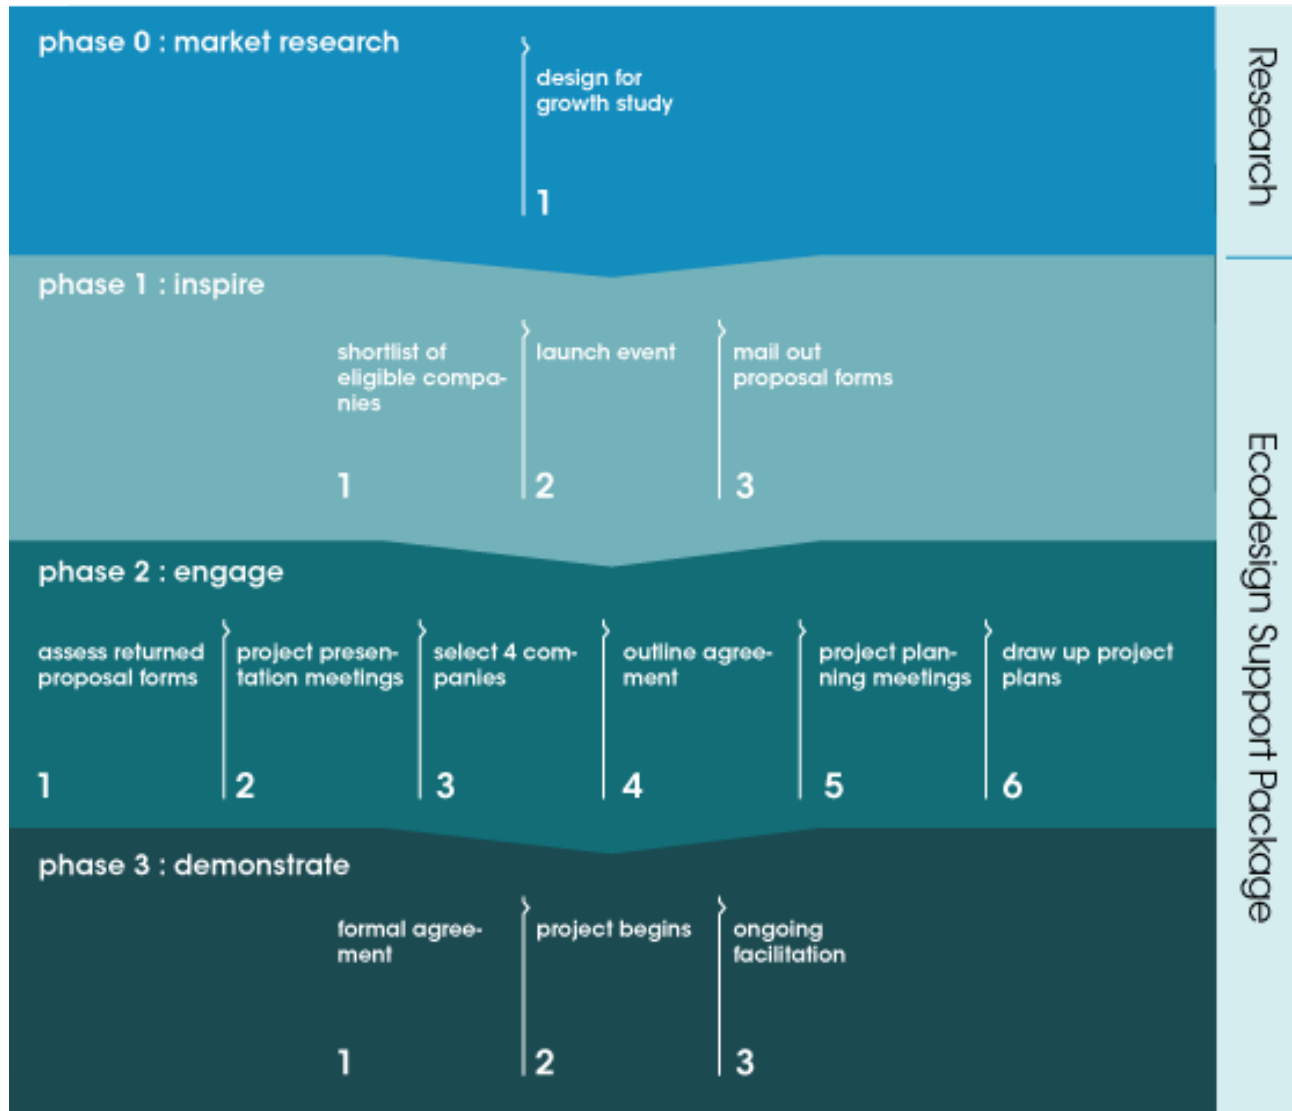 phase 0 : market research
design for
growth study
1
phase 1 : inspire
shortlist of
eligible compa-
nies
1
launch event
2
mail out
proposal forms
3
phase 2 : engage
assess returned
proposal forms
1
project presen-
tation meetings
2
select 4 com-
panies
3
outline agree-
ment
4
project plan-
ning meetings
5
draw up project
plans
6
phase 3 : demonstrate
formal agree-
ment
1
project begins
2
ongoing
facilitation
3
Research
Ecodesign Support Package